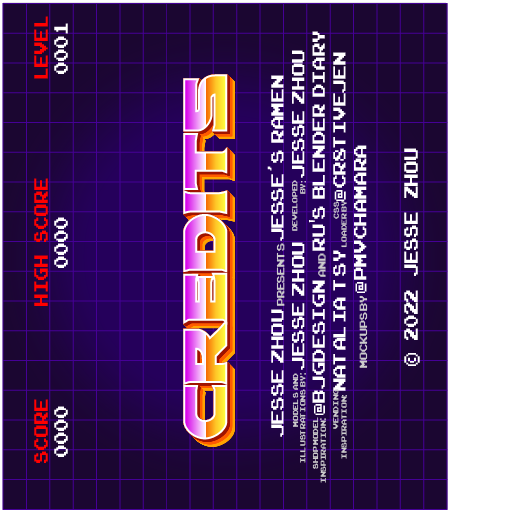 SCORE HIGH SCORE LEVEL
0000 0000 0001
CREDITS
JESSE ZHOU PRESENTS JESSE'S RAMEN
MODELS AND ILLUSTRATIONS BY: JESSE ZHOU DEVELOPED BY: JESSE ZHOU
SHOP MODEL INSPIRATION: @BJGDESIGN AND RU'S BLENDER DIARY
VENDING INSPIRATION: NATALIA TSY CSS LOADER BY @CR8TIVEJEN
MOCKUPS BY @PMVCHAMARA
© 2022 JESSE ZHOU